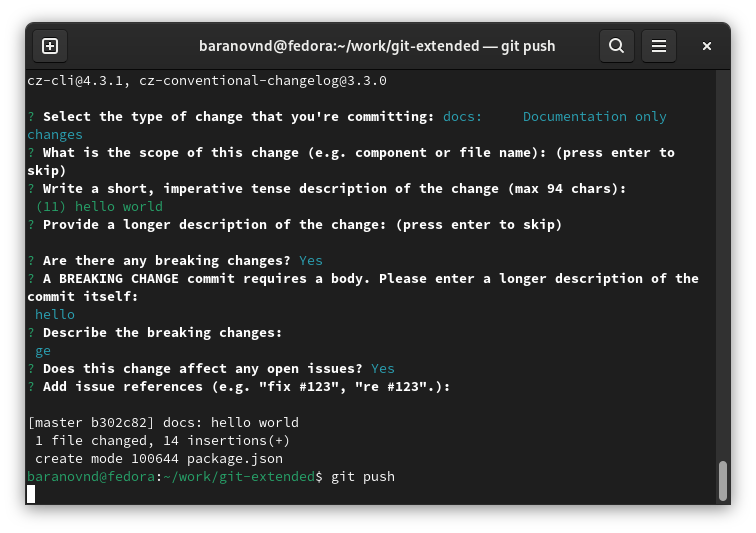 baranovnd@fedora:~/work/git-extended — git push
cz-cli@4.3.1, cz-conventional-changelog@3.3.0
? Select the type of change that you're committing: docs:     Documentation only
changes
? What is the scope of this change (e.g. component or file name): (press enter to
skip)
? Write a short, imperative tense description of the change (max 94 chars):
 (11) hello world
? Provide a longer description of the change: (press enter to skip)
? Are there any breaking changes? Yes
? A BREAKING CHANGE commit requires a body. Please enter a longer description of the
commit itself:
 hello
? Describe the breaking changes:
 ge
? Does this change affect any open issues? Yes
? Add issue references (e.g. "fix #123", "re #123".):
[master b302c82] docs: hello world
 1 file changed, 14 insertions(+)
 create mode 100644 package.json
baranovnd@fedora:~/work/git-extended$ git push